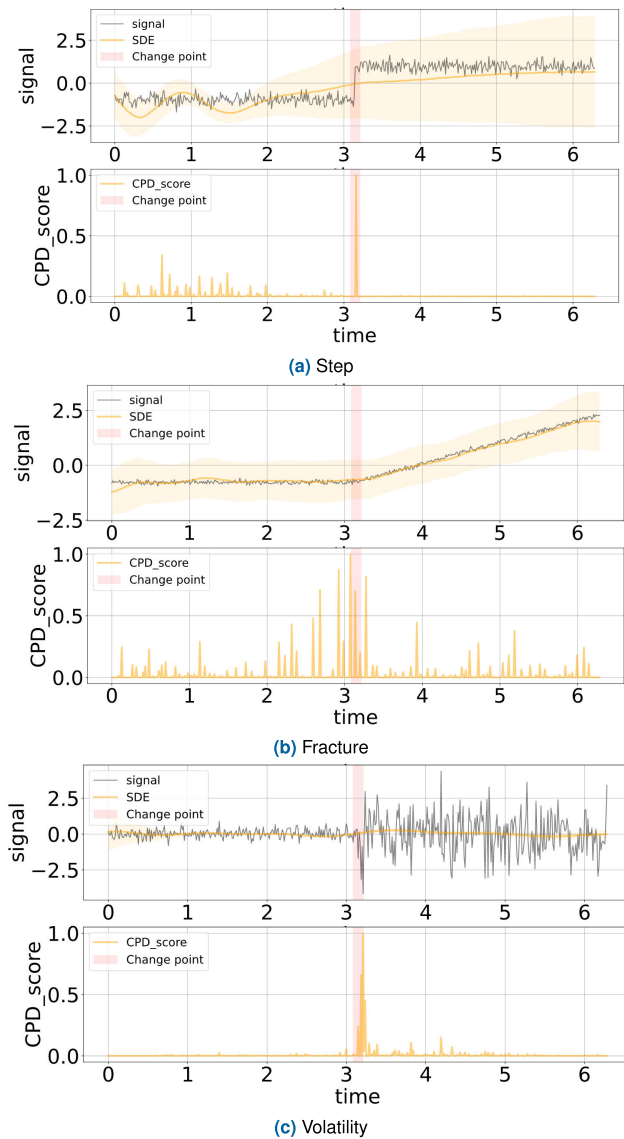 signal
SDE
Change point
signal
2.5
0.0
−2.5
0 1 2 3 4 5 6
CPD_score
Change point
CPD_score
1.0
0.5
0.0
0 1 2 3 4 5 6
time
(a) Step
signal
SDE
Change point
signal
2.5
0.0
−2.5
0 1 2 3 4 5 6
CPD_score
Change point
CPD_score
1.0
0.5
0.0
0 1 2 3 4 5 6
time
(b) Fracture
signal
SDE
Change point
signal
2.5
0.0
−2.5
0 1 2 3 4 5 6
CPD_score
Change point
CPD_score
1.0
0.5
0.0
0 1 2 3 4 5 6
time
(c) Volatility